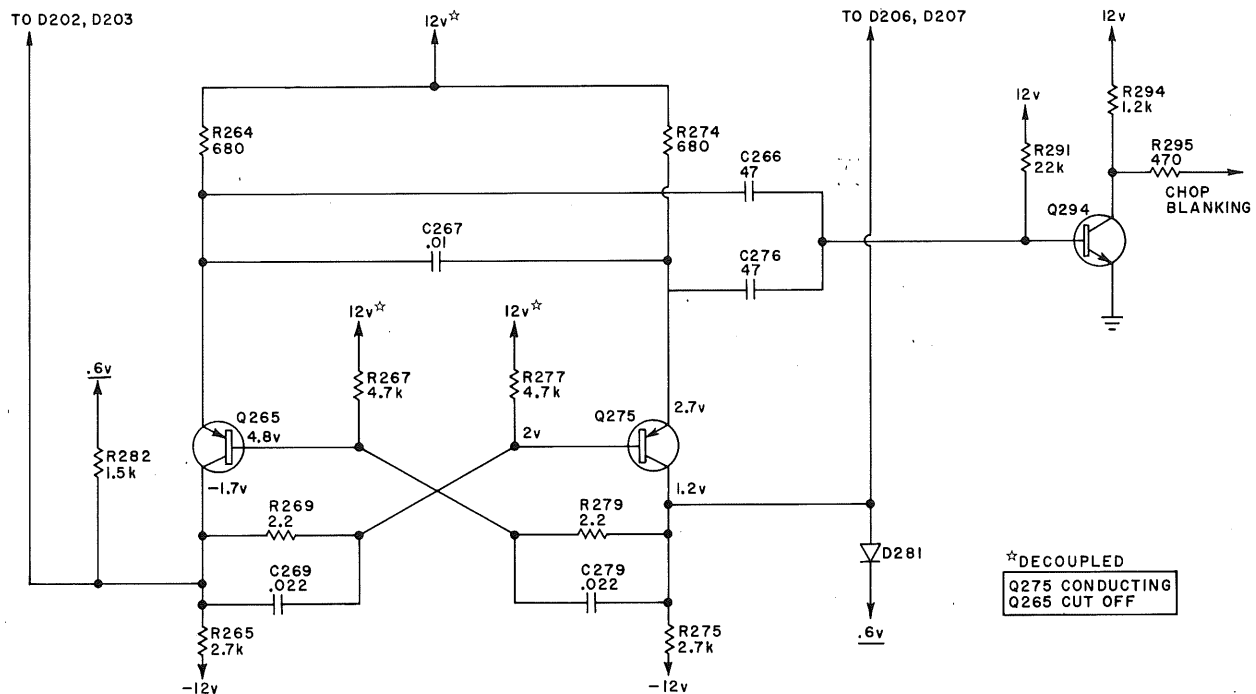 TO D202, D203
12v☆
TO D206, D207
12v
R264
680
R274
680
C266
47
12v
R294
1.2k
R291
22k
R295
470
CHOP
BLANKING
Q294
C267
.01
C276
47
12v☆
12v☆
.6v
R267
4.7k
R277
4.7k
Q265
4.8v
Q275
2.7v
2v
R282
1.5k
-1.7v
1.2v
R269
2.2
R279
2.2
D281
C269
.022
C279
.022
☆DECOUPLED
Q275 CONDUCTING
Q265 CUT OFF
R265
2.7k
R275
2.7k
.6v
-12v
-12v